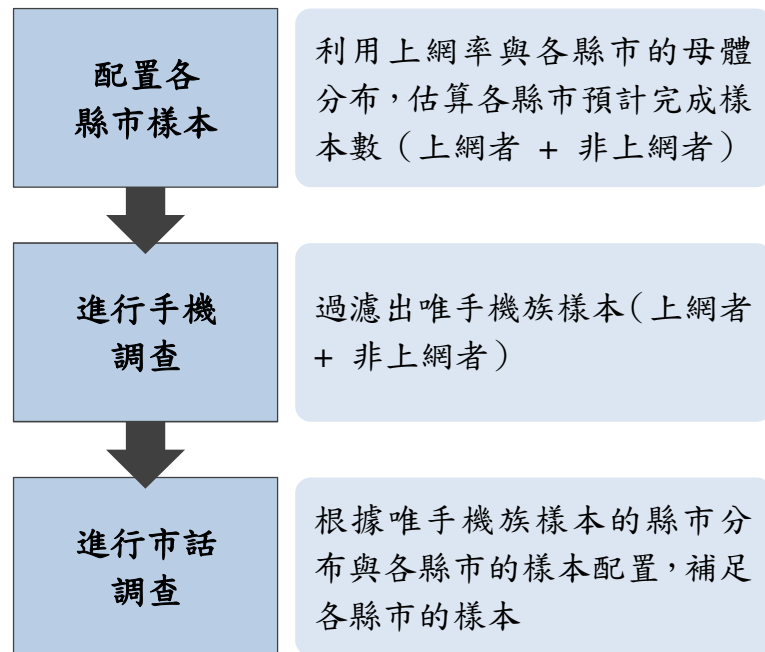 配置各
縣市樣本
利用上網率與各縣市的母體
分布，估算各縣市預計完成樣
本數（上網者 + 非上網者）
進行手機
調查
過濾出唯手機族樣本（上網者
+ 非上網者）
進行市話
調查
根據唯手機族樣本的縣市分
布與各縣市的樣本配置，補足
各縣市的樣本